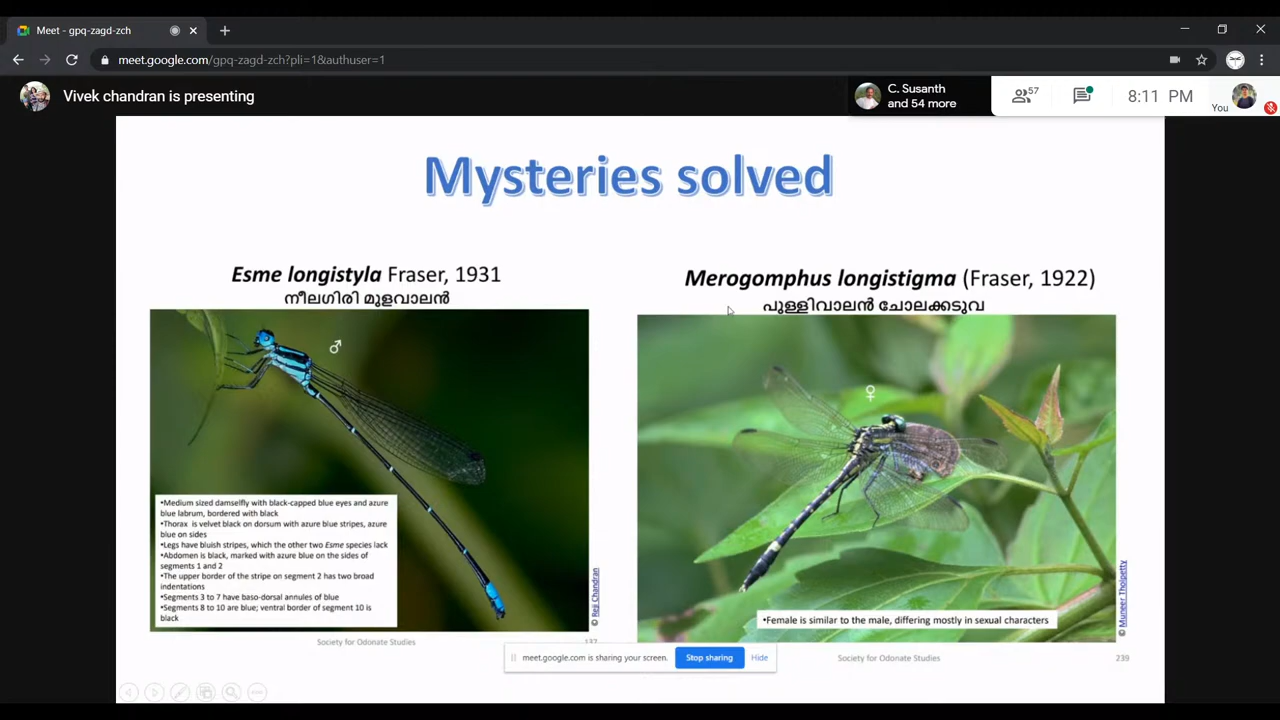 Meet - gpq-zagd-zch
meet.google.com/gpq-zagd-zch?pli=1&authuser=1
Vivek chandran is presenting
C. Susanth
and 54 more
57
8:11 PM
You
Mysteries solved
Esme longistyla Fraser, 1931
നീലഗിരി മുളവാലൻ
♂
•Medium sized damselfly with black-capped blue eyes and azure
blue labrum, bordered with black
•Thorax is velvet black on dorsum with azure blue stripes, azure
blue on sides
•Legs have bluish stripes, which the other two Esme species lack
•Abdomen is black, marked with azure blue on the sides of
segments 1 and 2
•The upper border of the stripe on segment 2 has two broad
indentations
•Segments 3 to 7 have baso-dorsal annules of blue
•Segments 8 to 10 are blue; ventral border of segment 10 is
black
© Reji Chandran
Society for Odonate Studies
137
Merogomphus longistigma (Fraser, 1922)
പുള്ളിവാലൻ ചോലക്കടുവ
♀
•Female is similar to the male, differing mostly in sexual characters
© Muneer Tholpetty
Society for Odonate Studies
239
meet.google.com is sharing your screen.
Stop sharing
Hide